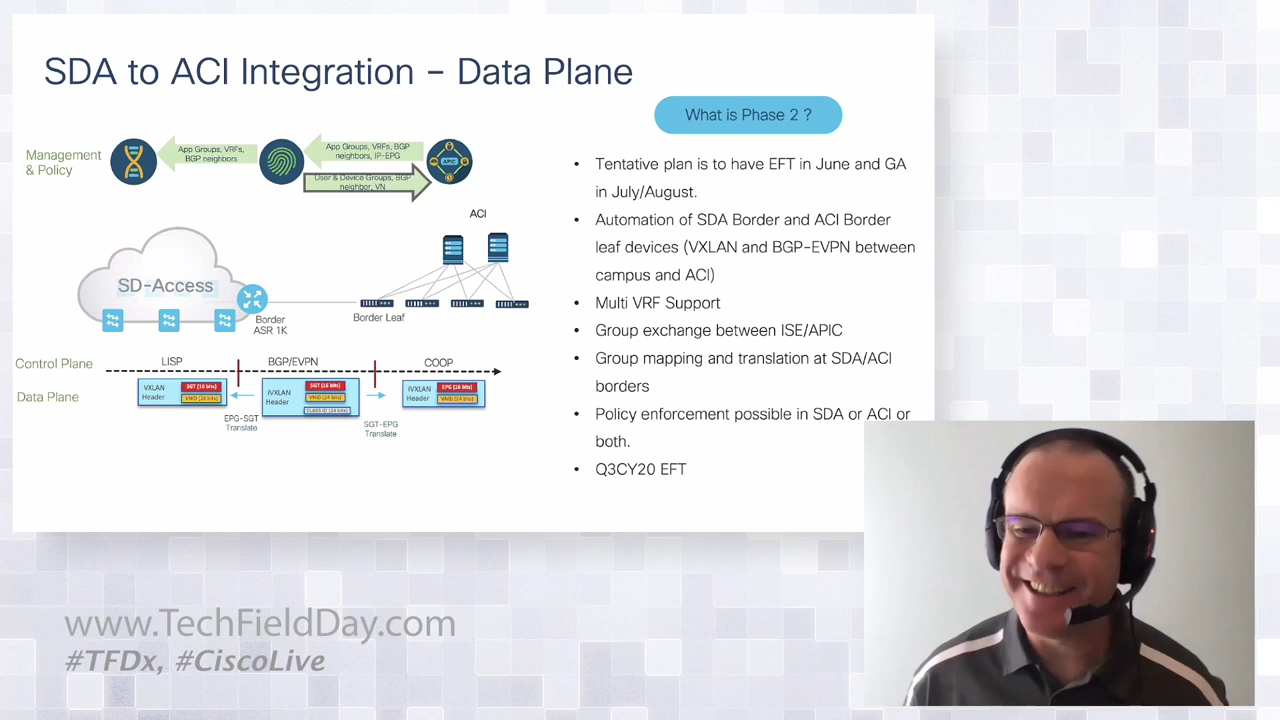 SDA to ACI Integration – Data Plane
What is Phase 2 ?
Management
& Policy
App Groups, VRFs,
BGP neighbors
App Groups, VRFs, BGP
neighbors, IP-EPG
User & Device Groups, BGP
neighbor, VN
APIC
ACI
SD-Access
Border
ASR 1K
Border Leaf
Control Plane
LISP
BGP/EVPN
COOP
Data Plane
VXLAN
Header
SGT (16 bits)
VNID (24 bits)
iVXLAN
Header
SGT (16 bits)
VNID (24 bits)
CLASS ID (24 bits)
iVXLAN
Header
EPG (16 bits)
VNID (24 bits)
EPG-SGT
Translate
SGT-EPG
Translate
• Tentative plan is to have EFT in June and GA
in July/August.
• Automation of SDA Border and ACI Border
leaf devices (VXLAN and BGP-EVPN between
campus and ACI)
• Multi VRF Support
• Group exchange between ISE/APIC
• Group mapping and translation at SDA/ACI
borders
• Policy enforcement possible in SDA or ACI or
both.
• Q3CY20 EFT
www.TechFieldDay.com
#TFDx, #CiscoLive